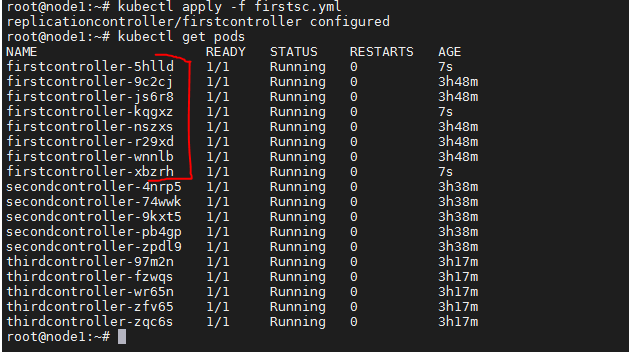 root@node1:~# kubectl apply -f firstsc.yml
replicationcontroller/firstcontroller configured
root@node1:~# kubectl get pods
NAME READY STATUS RESTARTS AGE
firstcontroller-5hlld 1/1 Running 0 7s
firstcontroller-9c2cj 1/1 Running 0 3h48m
firstcontroller-js6r8 1/1 Running 0 3h48m
firstcontroller-kqgxz 1/1 Running 0 7s
firstcontroller-nszxs 1/1 Running 0 3h48m
firstcontroller-r29xd 1/1 Running 0 3h48m
firstcontroller-wnnlb 1/1 Running 0 3h48m
firstcontroller-xbzrh 1/1 Running 0 7s
secondcontroller-4nrp5 1/1 Running 0 3h38m
secondcontroller-74wwk 1/1 Running 0 3h38m
secondcontroller-9kxt5 1/1 Running 0 3h38m
secondcontroller-pb4gp 1/1 Running 0 3h38m
secondcontroller-zpdl9 1/1 Running 0 3h38m
thirdcontroller-97m2n 1/1 Running 0 3h17m
thirdcontroller-fzwqs 1/1 Running 0 3h17m
thirdcontroller-wr65n 1/1 Running 0 3h17m
thirdcontroller-zfv65 1/1 Running 0 3h17m
thirdcontroller-zqc6s 1/1 Running 0 3h17m
root@node1:~#